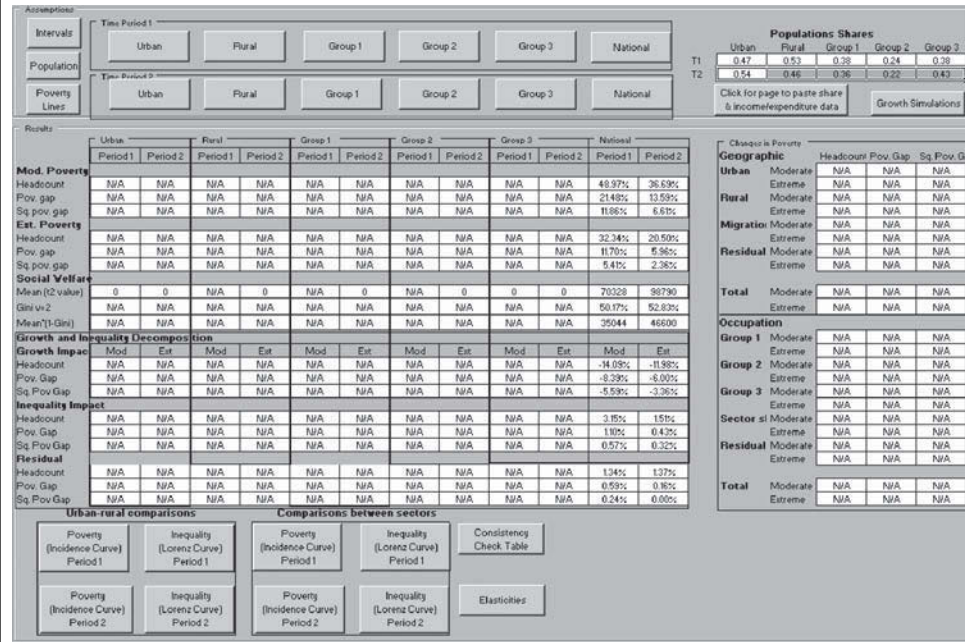 Assumptions
Intervals
Population
Poverty Lines
Time Period 1
Urban Rural Group 1 Group 2 Group 3 National
Time Period 2
Urban Rural Group 1 Group 2 Group 3 National
Populations Shares
Urban Rural Group 1 Group 2 Group 3
T1 0.47 0.53 0.38 0.24 0.38
T2 0.54 0.46 0.36 0.22 0.43
Click for page to paste share & income/expenditure data
Growth Simulations
Results
Urban Rural Group 1 Group 2 Group 3 National
Period 1 Period 2 Period 1 Period 2 Period 1 Period 2 Period 1 Period 2 Period 1 Period 2 Period 1 Period 2
Mod. Poverty
Headcount N/A N/A N/A N/A N/A N/A N/A N/A N/A N/A 48.97% 36.69%
Pov. gap N/A N/A N/A N/A N/A N/A N/A N/A N/A N/A 21.48% 13.59%
Sq. pov. gap N/A N/A N/A N/A N/A N/A N/A N/A N/A N/A 11.86% 6.61%
Ext. Poverty
Headcount N/A N/A N/A N/A N/A N/A N/A N/A N/A N/A 32.34% 20.50%
Pov. gap N/A N/A N/A N/A N/A N/A N/A N/A N/A N/A 11.70% 5.96%
Sq. pov. gap N/A N/A N/A N/A N/A N/A N/A N/A N/A N/A 5.41% 2.36%
Social Welfare
Mean (t2 value) 0 0 N/A 0 N/A 0 N/A 0 N/A 0 70328 98790
Gini v=2 N/A N/A N/A N/A N/A N/A N/A N/A N/A N/A 50.17% 52.83%
Mean*(1-Gini) N/A N/A N/A N/A N/A N/A N/A N/A N/A N/A 35044 46600
Growth and Inequality Decomposition
Growth Impac Mod Est Mod Est Mod Est Mod Est Mod Est Mod Est
Headcount N/A N/A N/A N/A N/A N/A N/A N/A N/A N/A -14.09% -11.98%
Pov. Gap N/A N/A N/A N/A N/A N/A N/A N/A N/A N/A -8.39% -6.00%
Sq. Pov Gap N/A N/A N/A N/A N/A N/A N/A N/A N/A N/A -5.59% -3.36%
Inequality Impact
Headcount N/A N/A N/A N/A N/A N/A N/A N/A N/A N/A 3.15% 1.51%
Pov. Gap N/A N/A N/A N/A N/A N/A N/A N/A N/A N/A 1.10% 0.43%
Sq. Pov Gap N/A N/A N/A N/A N/A N/A N/A N/A N/A N/A 0.57% 0.32%
Residual
Headcount N/A N/A N/A N/A N/A N/A N/A N/A N/A N/A 1.34% 1.37%
Pov. Gap N/A N/A N/A N/A N/A N/A N/A N/A N/A N/A 0.59% 0.16%
Sq. Pov Gap N/A N/A N/A N/A N/A N/A N/A N/A N/A N/A 0.24% 0.00%
Changes in Poverty
Geographic Headcount Pov. Gap Sq. Pov. G
Urban Moderate N/A N/A N/A
Extreme N/A N/A N/A
Rural Moderate N/A N/A N/A
Extreme N/A N/A N/A
Migration Moderate N/A N/A N/A
Extreme N/A N/A N/A
Residual Moderate N/A N/A N/A
Extreme N/A N/A N/A
Total Moderate N/A N/A N/A
Extreme N/A N/A N/A
Occupation
Group 1 Moderate N/A N/A N/A
Extreme N/A N/A N/A
Group 2 Moderate N/A N/A N/A
Extreme N/A N/A N/A
Group 3 Moderate N/A N/A N/A
Extreme N/A N/A N/A
Sector sl Moderate N/A N/A N/A
Extreme N/A N/A N/A
Residual Moderate N/A N/A N/A
Extreme N/A N/A N/A
Total Moderate N/A N/A N/A
Extreme N/A N/A N/A
Urban-rural comparisons
Poverty (Incidence Curve) Period 1
Inequality (Lorenz Curve) Period 1
Poverty (Incidence Curve) Period 2
Inequality (Lorenz Curve) Period 2
Comparisons between sectors
Poverty (Incidence Curve) Period 1
Inequality (Lorenz Curve) Period 1
Poverty (Incidence Curve) Period 2
Inequality (Lorenz Curve) Period 2
Consistency Check Table
Elasticities